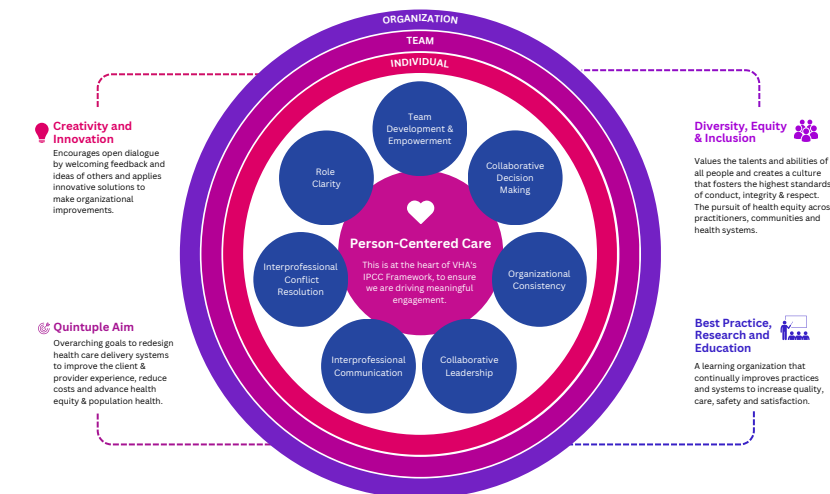 ORGANIZATION
TEAM
INDIVIDUAL
Team
Development &
Empowerment
Role
Clarity
Collaborative
Decision
Making
Person-Centered Care
This is at the heart of VHA's
IPCC Framework, to ensure
we are driving meaningful
engagement.
Interprofessional
Conflict
Resolution
Organizational
Consistency
Interprofessional
Communication
Collaborative
Leadership
Creativity and
Innovation
Encourages open dialogue
by welcoming feedback and
ideas of others and applies
innovative solutions to
make organizational
improvements.
Quintuple Aim
Overarching goals to redesign
health care delivery systems
to improve the client &
provider experience, reduce
costs and advance health
equity & population health.
Diversity, Equity
& Inclusion
Values the talents and abilities of
all people and creates a culture
that fosters the highest standards
of conduct, integrity & respect.
The pursuit of health equity acros
practitioners, communities and
health systems.
Best Practice,
Research and
Education
A learning organization that
continually improves practices
and systems to increase quality,
care, safety and satisfaction.